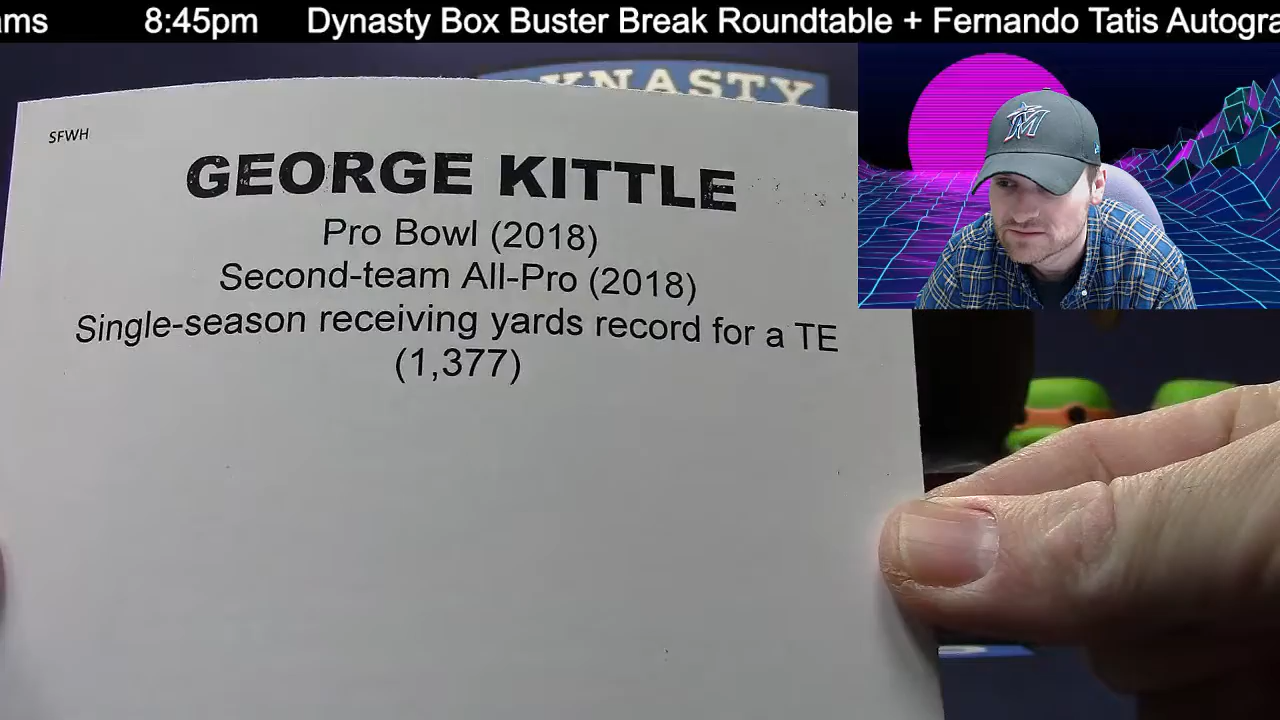 ams 8:45pm Dynasty Box Buster Break Roundtable + Fernando Tatis Autogra
DYNASTY
M
SFWH
GEORGE KITTLE
Pro Bowl (2018)
Second-team All-Pro (2018)
Single-season receiving yards record for a TE
(1,377)